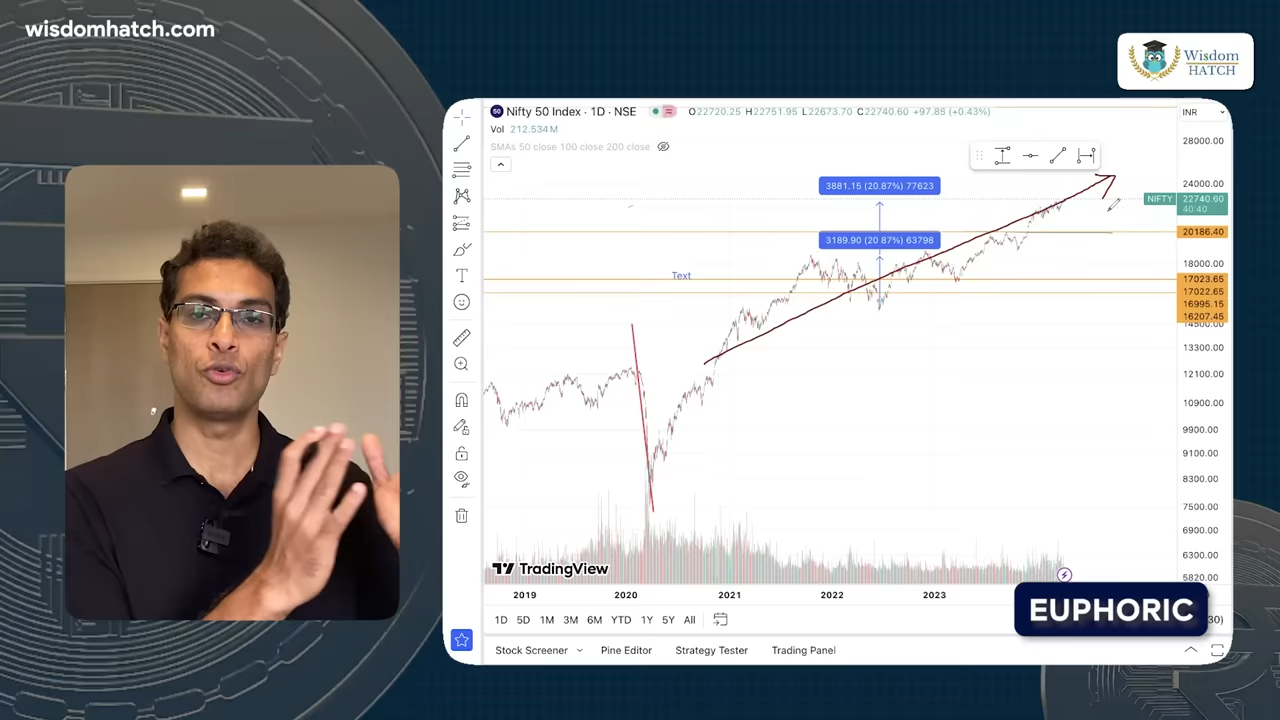 wisdomhatch.com
Wisdom
HATCH
50 Nifty 50 Index · 1D · NSE
O22720.25 H22751.95 L22673.70 C22740.60 +97.85 (+0.43%)
INR
Vol 212.534M
SMAs 50 close 100 close 200 close
28000.00
3881.15 (20.87%) 77623
24000.00
NIFTY 22740.60
40:40
20186.40
3189.90 (20.87%) 63798
18000.00
Text
17023.65
17022.65
16995.15
16207.45
14500.00
13300.00
12100.00
10900.00
9900.00
9100.00
8300.00
7500.00
6900.00
6300.00
5820.00
TradingView
2019 2020 2021 2022 2023
EUPHORIC
1D 5D 1M 3M 6M YTD 1Y 5Y All
Stock Screener Pine Editor Strategy Tester Trading Panel